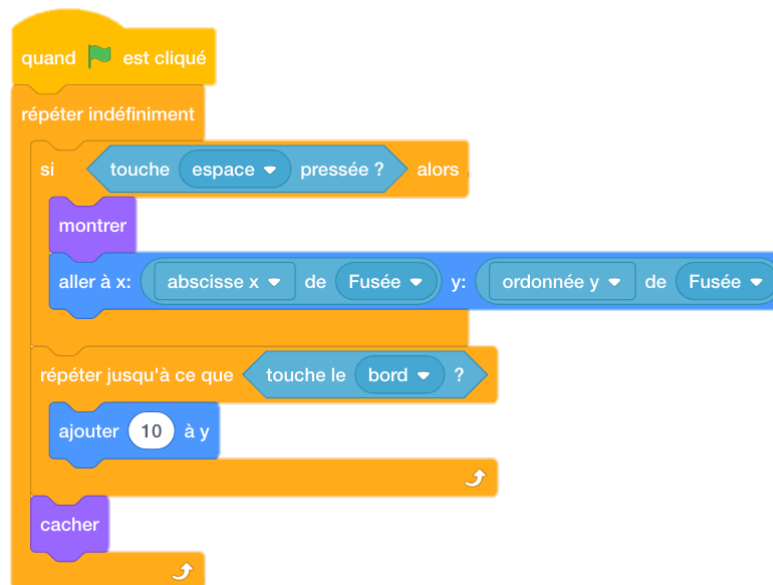 quand est cliqué
répéter indéfiniment
si touche espace pressée ? alors
montrer
aller à x: abscisse x de Fusée y: ordonnée y de Fusée
répéter jusqu'à ce que touche le bord ?
ajouter 10 à y
cacher